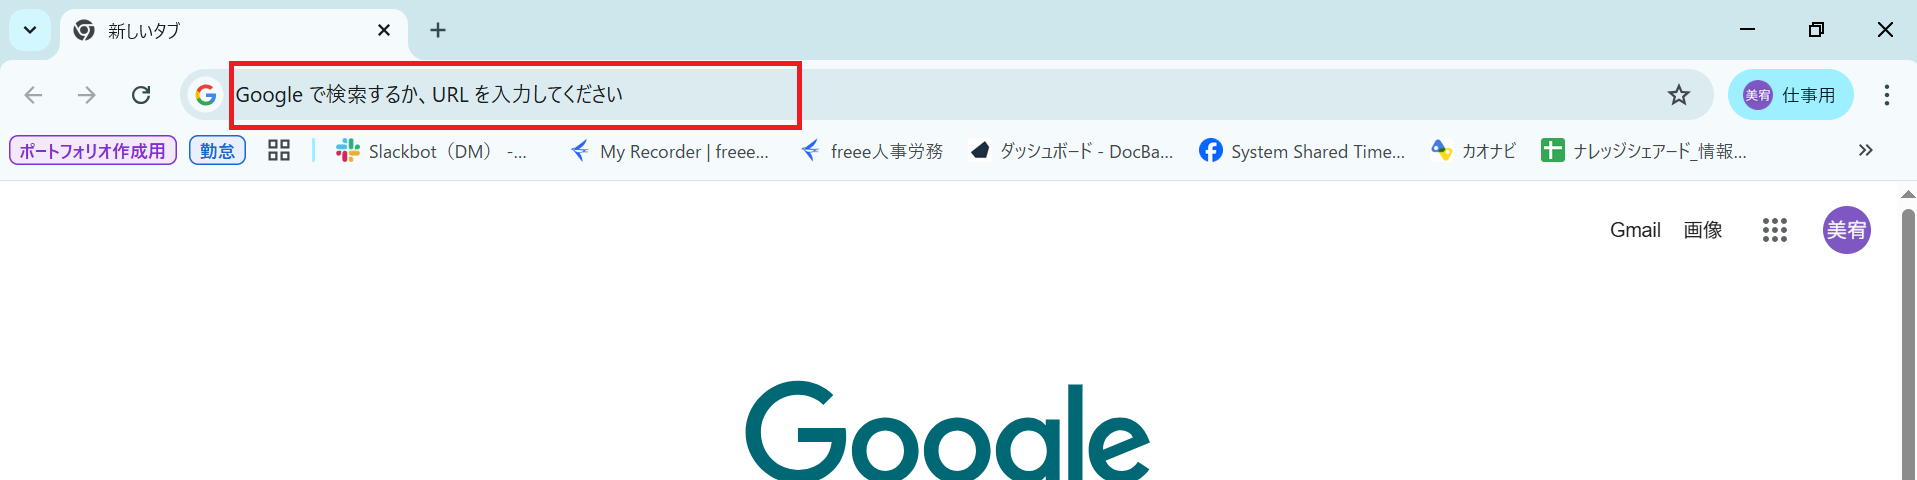 新しいタブ
Google で検索するか、URL を入力してください
美宥 仕事用
ポートフォリオ作成用 勤怠 Slackbot（DM） -... My Recorder | freee... freee人事労務 ダッシュボード - DocBa... System Shared Time... カオナビ ナレッジシェアード_情報...
Gmail 画像 美宥
Google